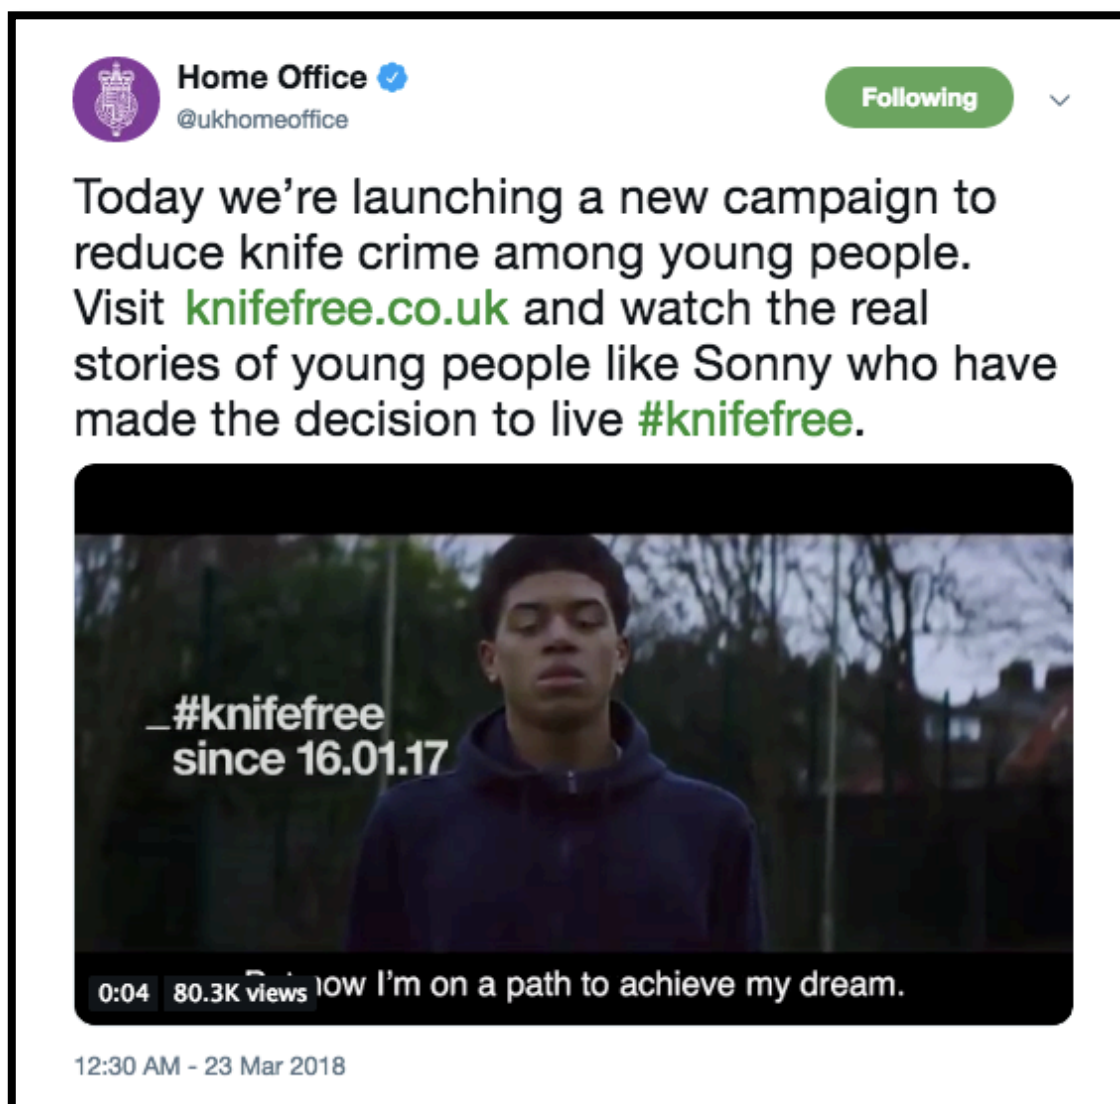 Home Office
@ukhomeoffice
Following
Today we’re launching a new campaign to
reduce knife crime among young people.
Visit knifefree.co.uk and watch the real
stories of young people like Sonny who have
made the decision to live #knifefree.
_#knifefree
since 16.01.17
0:04 80.3K views now I’m on a path to achieve my dream.
12:30 AM - 23 Mar 2018